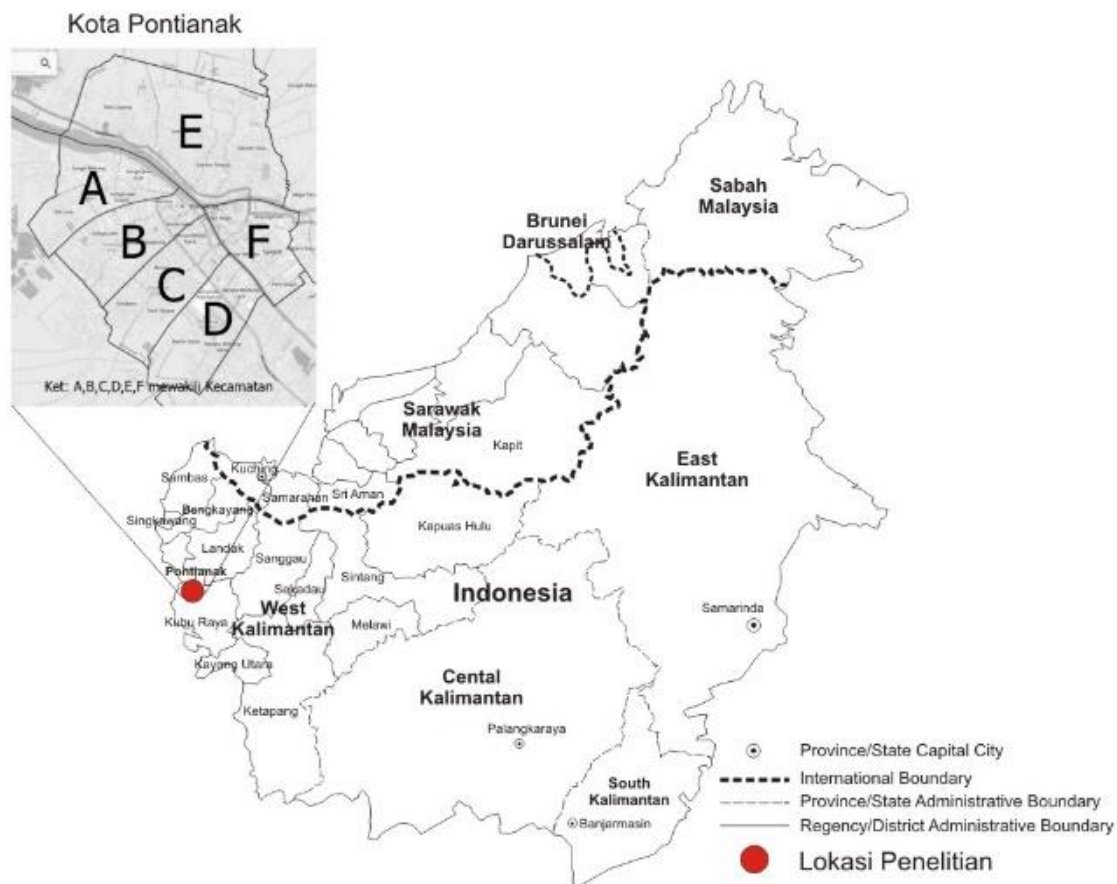 Kota Pontianak
E
A
B
F
C
D
Ket: A,B,C,D,E,F mewakili Kecamatan
Sabah
Malaysia
Brunei
Darussalam
Sarawak
Malaysia
Kapit
East
Kalimantan
Kuching
Sambas
Samarahan
Sri Aman
Bengkayang
Singkawang
Kapuas Hulu
Landak
Sanggau
Pontianak
Sintang
Sekadau
Indonesia
West
Kalimantan
Samarinda
Kubu Raya
Melawi
Kayong Utara
Cental
Kalimantan
Ketapang
Palangkaraya
South
Kalimantan
Banjarmasin
Province/State Capital City
International Boundary
Province/State Administrative Boundary
Regency/District Administrative Boundary
Lokasi Penelitian